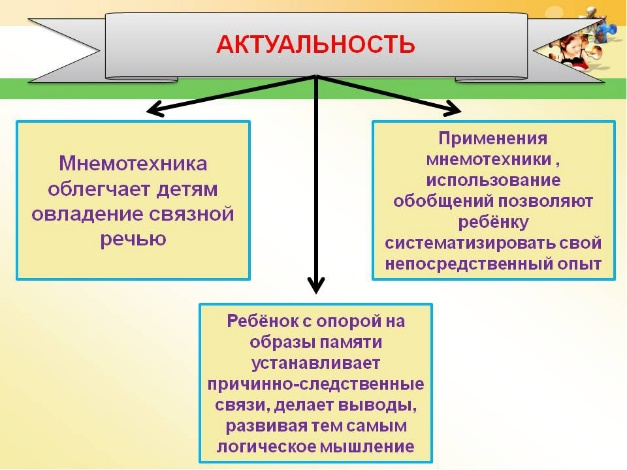 АКТУАЛЬНОСТЬ
Мнемотехника
облегчает детям
овладение связной
речью
Применения
мнемотехники ,
использование
обобщений позволяют
ребёнку
систематизировать свой
непосредственный опыт
Ребёнок с опорой на
образы памяти
устанавливает
причинно-следственные
связи, делает выводы,
развивая тем самым
логическое мышление